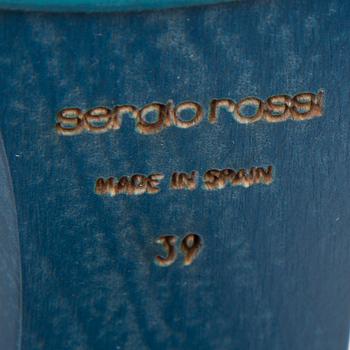 sergio rossi
MADE IN SPAIN
39